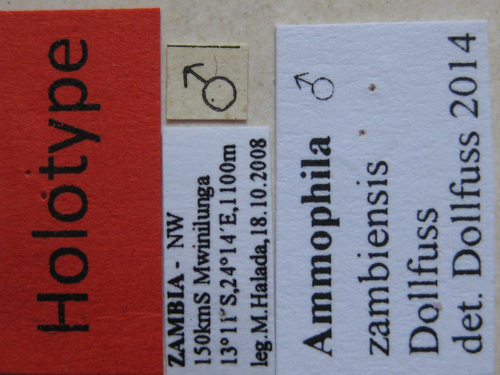 Holotype
♂
ZAMBIA - NW
150kmS Mwinilunga
13°11´S,24°14´E,1100m
leg.M.Halada,18.10.2008
Ammophila ♂
zambiensis
Dollfuss
det. Dollfuss 2014